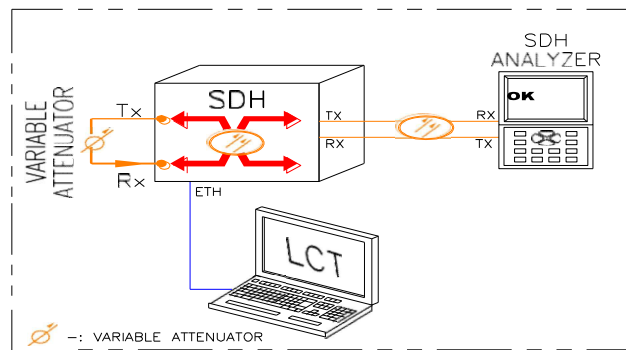 SDH
ANALYZER
OK
VARIABLE
ATTENUATOR
Tx
SDH
TX
RX
RX
TX
Rx
ETH
LCT
-: VARIABLE ATTENUATOR